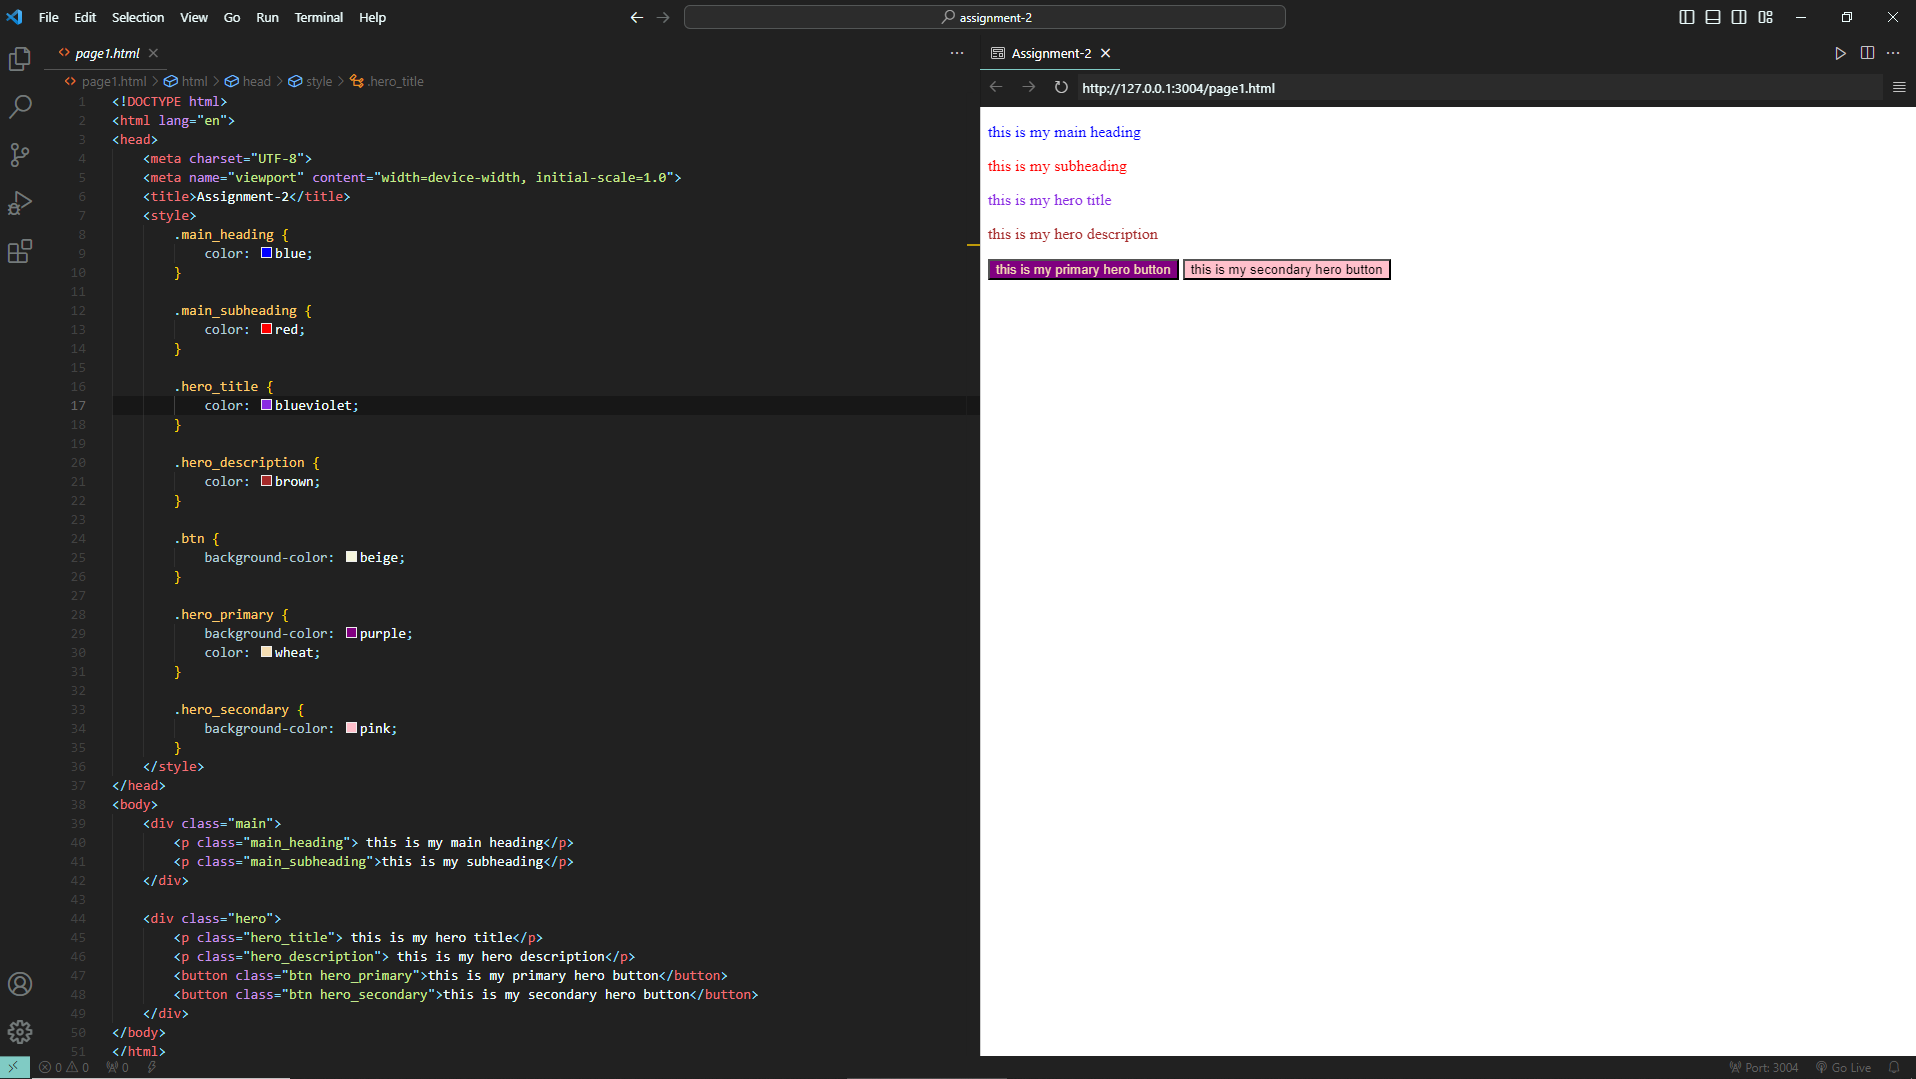 File Edit Selection View Go Run Terminal Help
assignment-2
page1.html
page1.html > html > head > style > .hero_title
1 <!DOCTYPE html>
2 <html lang="en">
3 <head>
4 <meta charset="UTF-8">
5 <meta name="viewport" content="width=device-width, initial-scale=1.0">
6 <title>Assignment-2</title>
7 <style>
8 .main_heading {
9 color: blue;
10 }
11
12 .main_subheading {
13 color: red;
14 }
15
16 .hero_title {
17 color: blueviolet;
18 }
19
20 .hero_description {
21 color: brown;
22 }
23
24 .btn {
25 background-color: beige;
26 }
27
28 .hero_primary {
29 background-color: purple;
30 color: wheat;
31 }
32
33 .hero_secondary {
34 background-color: pink;
35 }
36 </style>
37 </head>
38 <body>
39 <div class="main">
40 <p class="main_heading"> this is my main heading</p>
41 <p class="main_subheading">this is my subheading</p>
42 </div>
43
44 <div class="hero">
45 <p class="hero_title"> this is my hero title</p>
46 <p class="hero_description"> this is my hero description</p>
47 <button class="btn hero_primary">this is my primary hero button</button>
48 <button class="btn hero_secondary">this is my secondary hero button</button>
49 </div>
50 </body>
51 </html>
Assignment-2
http://127.0.0.1:3004/page1.html
this is my main heading
this is my subheading
this is my hero title
this is my hero description
this is my primary hero button this is my secondary hero button
0 0 0
Port: 3004 Go Live